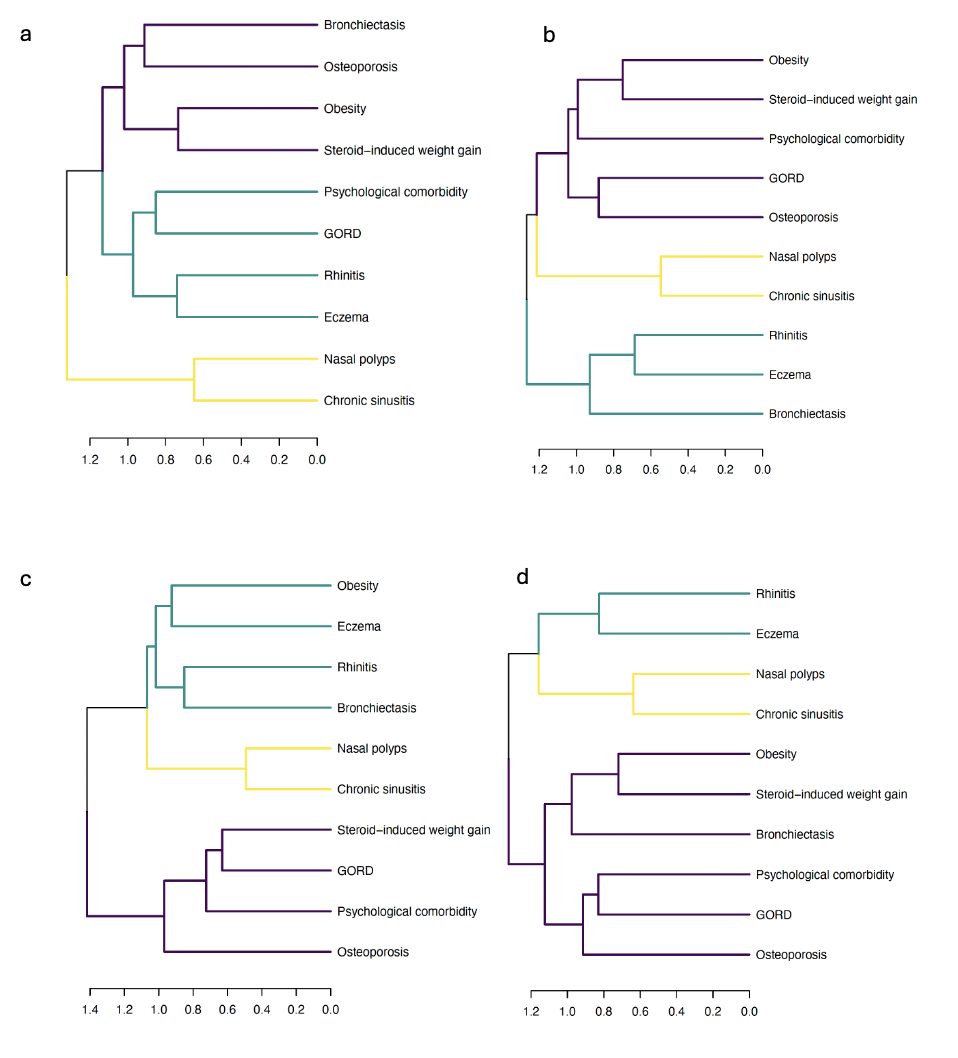 a
Bronchiectasis
Osteoporosis
Obesity
Steroid−induced weight gain
Psychological comorbidity
GORD
Rhinitis
Eczema
Nasal polyps
Chronic sinusitis
1.2 1.0 0.8 0.6 0.4 0.2 0.0
b
Obesity
Steroid−induced weight gain
Psychological comorbidity
GORD
Osteoporosis
Nasal polyps
Chronic sinusitis
Rhinitis
Eczema
Bronchiectasis
1.2 1.0 0.8 0.6 0.4 0.2 0.0
c
Obesity
Eczema
Rhinitis
Bronchiectasis
Nasal polyps
Chronic sinusitis
Steroid−induced weight gain
GORD
Psychological comorbidity
Osteoporosis
1.4 1.2 1.0 0.8 0.6 0.4 0.2 0.0
d
Rhinitis
Eczema
Nasal polyps
Chronic sinusitis
Obesity
Steroid−induced weight gain
Bronchiectasis
Psychological comorbidity
GORD
Osteoporosis
1.2 1.0 0.8 0.6 0.4 0.2 0.0